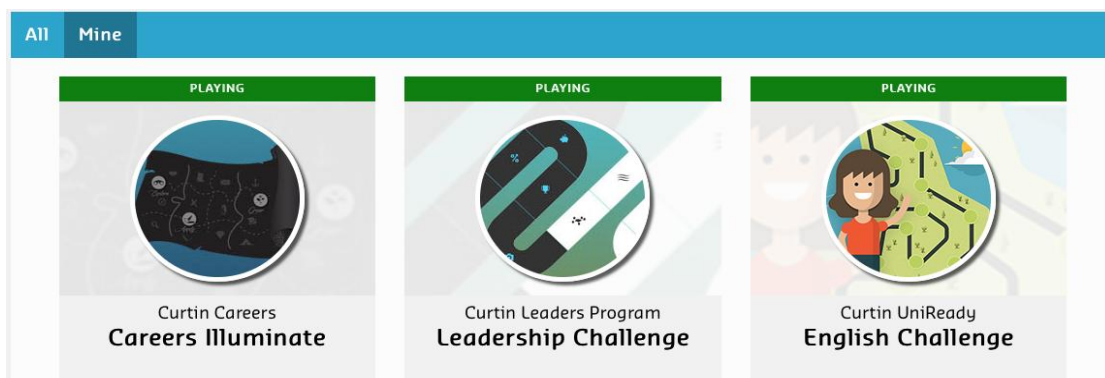 All Mine
PLAYING PLAYING PLAYING
Curtin Careers
Careers Illuminate
Curtin Leaders Program
Leadership Challenge
Curtin UniReady
English Challenge